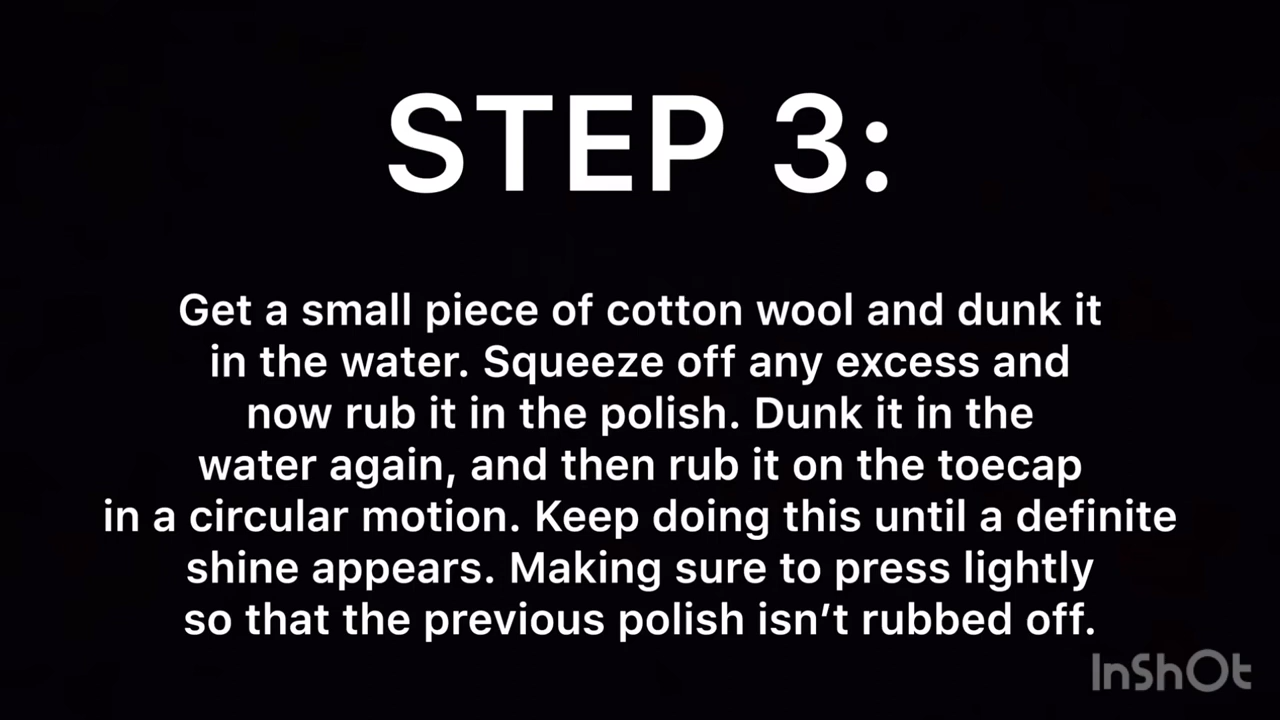 STEP 3:
Get a small piece of cotton wool and dunk it
in the water. Squeeze off any excess and
now rub it in the polish. Dunk it in the
water again, and then rub it on the toecap
in a circular motion. Keep doing this until a definite
shine appears. Making sure to press lightly
so that the previous polish isn’t rubbed off.
InShOt